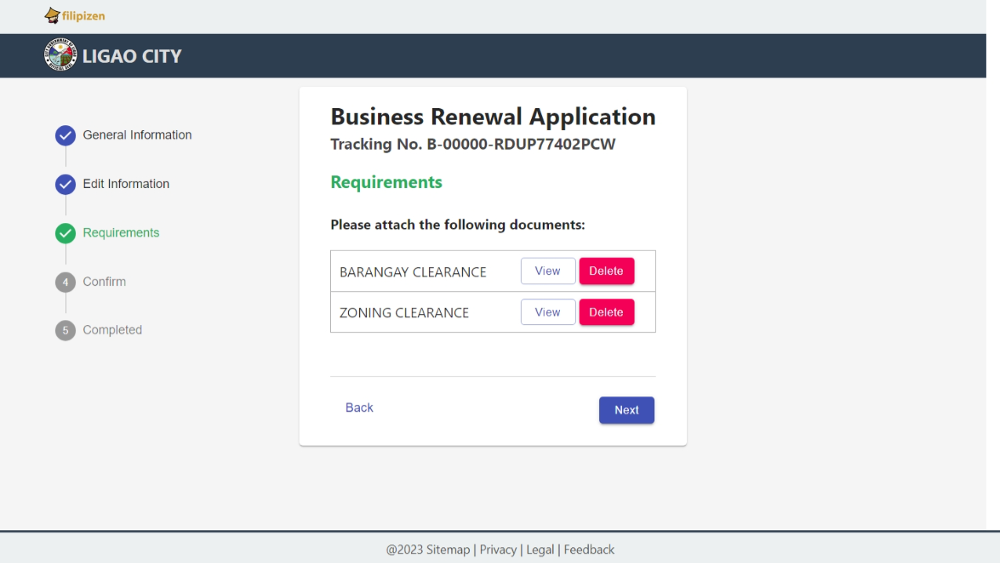 filipizen
LIGAO CITY
General Information
Edit Information
Requirements
4 Confirm
5 Completed
Business Renewal Application
Tracking No. B-00000-RDUP77402PCW
Requirements
Please attach the following documents:
BARANGAY CLEARANCE View Delete
ZONING CLEARANCE View Delete
Back Next
@2023 Sitemap | Privacy | Legal | Feedback